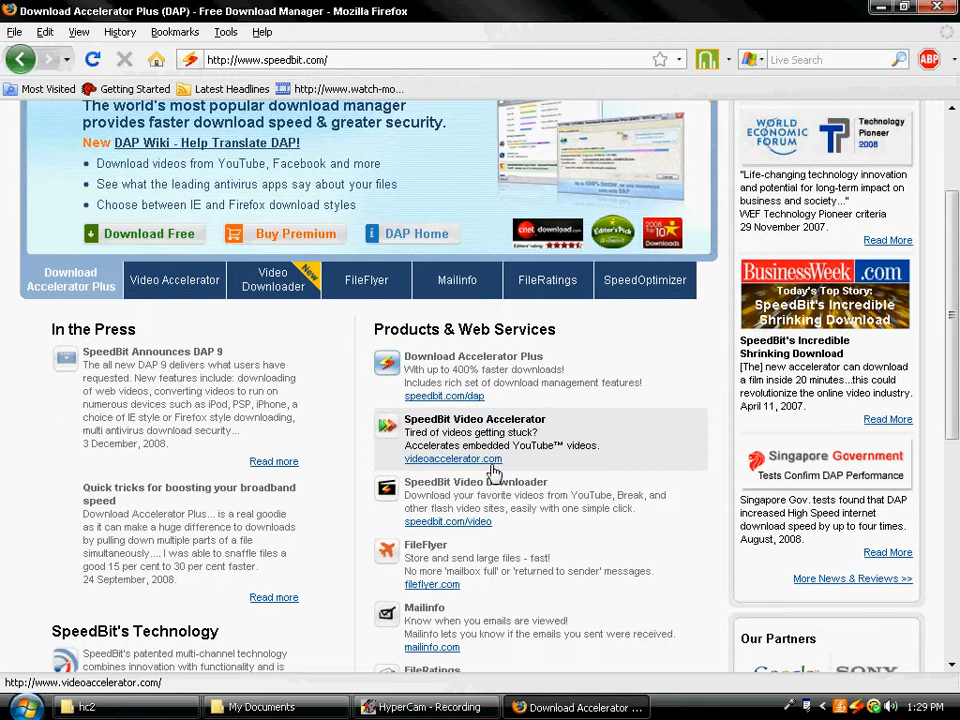 Download Accelerator Plus (DAP) - Free Download Manager - Mozilla Firefox
File Edit View History Bookmarks Tools Help
http://www.speedbit.com/
Live Search
ABP
Most Visited Getting Started Latest Headlines http://www.watch-mo...
The world's most popular download manager
provides faster download speed & greater security.
New DAP Wiki - Help Translate DAP!
Download videos from YouTube, Facebook and more
See what the leading antivirus apps say about your files
Choose between IE and Firefox download styles
Download Free Buy Premium DAP Home
cnet download.com
Editor's Pick
Downloads
Download
Accelerator Plus
Video Accelerator
Video
Downloader
New
FileFlyer
Mailinfo
FileRatings
SpeedOptimizer
In the Press
SpeedBit Announces DAP 9
The all new DAP 9 delivers what users have
requested. New features include: downloading
of web videos, converting videos to run on
numerous devices such as iPod, PSP, iPhone, a
choice of IE style or Firefox style downloading,
multi antivirus download security...
3 December, 2008.
Read more
Quick tricks for boosting your broadband
speed
Download Accelerator Plus... is a real goodie
as it can make a huge difference to downloads
by pulling down multiple parts of a file
simultaneously.... I was able to snaffle files a
good 15 per cent to 30 per cent faster.
24 September, 2008.
Read more
SpeedBit's Technology
SpeedBit's patented multi-channel technology
combines innovation with functionality and is
Products & Web Services
Download Accelerator Plus
With up to 400% faster downloads!
Includes rich set of download management features!
speedbit.com/dap
SpeedBit Video Accelerator
Tired of videos getting stuck?
Accelerates embedded YouTube™ videos.
videoaccelerator.com
SpeedBit Video Downloader
Download your favorite videos from YouTube, Break, and
other flash video sites, easily with one simple click.
speedbit.com/video
FileFlyer
Store and send large files - fast!
No more 'mailbox full' or 'returned to sender' messages.
fileflyer.com
Mailinfo
Know when you emails are viewed!
Mailinfo lets you know if the emails you sent were received.
mailinfo.com
FileRatings
WORLD
ECONOMIC
FORUM
Technology
Pioneer
2008
"Life-changing technology innovation
and potential for long-term impact on
business and society..."
WEF Technology Pioneer criteria
29 November 2007.
Read More
BusinessWeek.com
Today's Top Story:
SpeedBit's Incredible
Shrinking Download
SpeedBit's Incredible
Shrinking Download
[The] new accelerator can download
a film inside 20 minutes...this could
revolutionize the online video industry.
April 11, 2007.
Read More
Singapore Government
Tests Confirm DAP Performance
Singapore Gov. tests found that DAP
increased High Speed internet
download speed by up to four times.
August, 2008.
Read More
More News & Reviews >>
Our Partners
Google SONY
http://www.videoaccelerator.com/
hc2
My Documents
HyperCam - Recording
Download Accelerator ...
1:29 PM